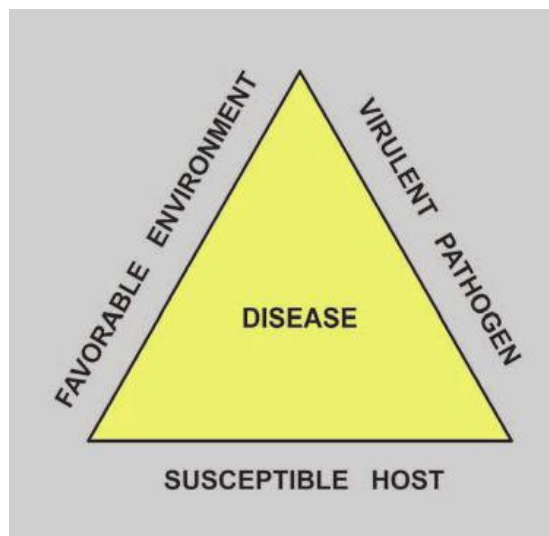 FAVORABLE ENVIRONMENT
VIRULENT PATHOGEN
DISEASE
SUSCEPTIBLE HOST